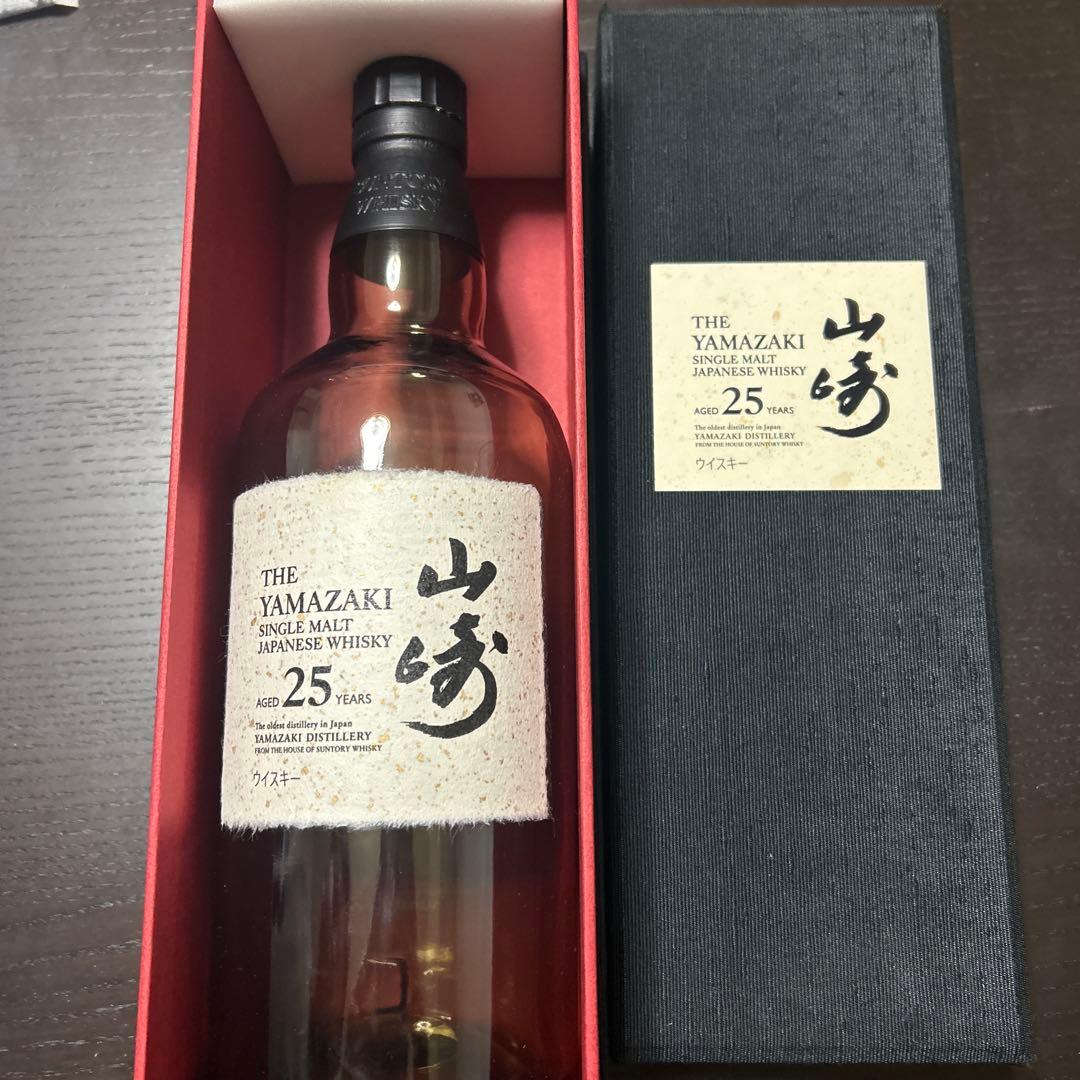 SUNTORY
WHISKY
THE
YAMAZAKI
SINGLE MALT
JAPANESE WHISKY
AGED 25 YEARS
The oldest distillery in Japan
YAMAZAKI DISTILLERY
FROM THE HOUSE OF SUNTORY WHISKY
ウイスキー
山崎
THE
YAMAZAKI
SINGLE MALT
JAPANESE WHISKY
AGED 25 YEARS
The oldest distillery in Japan
YAMAZAKI DISTILLERY
FROM THE HOUSE OF SUNTORY WHISKY
ウイスキー
山崎